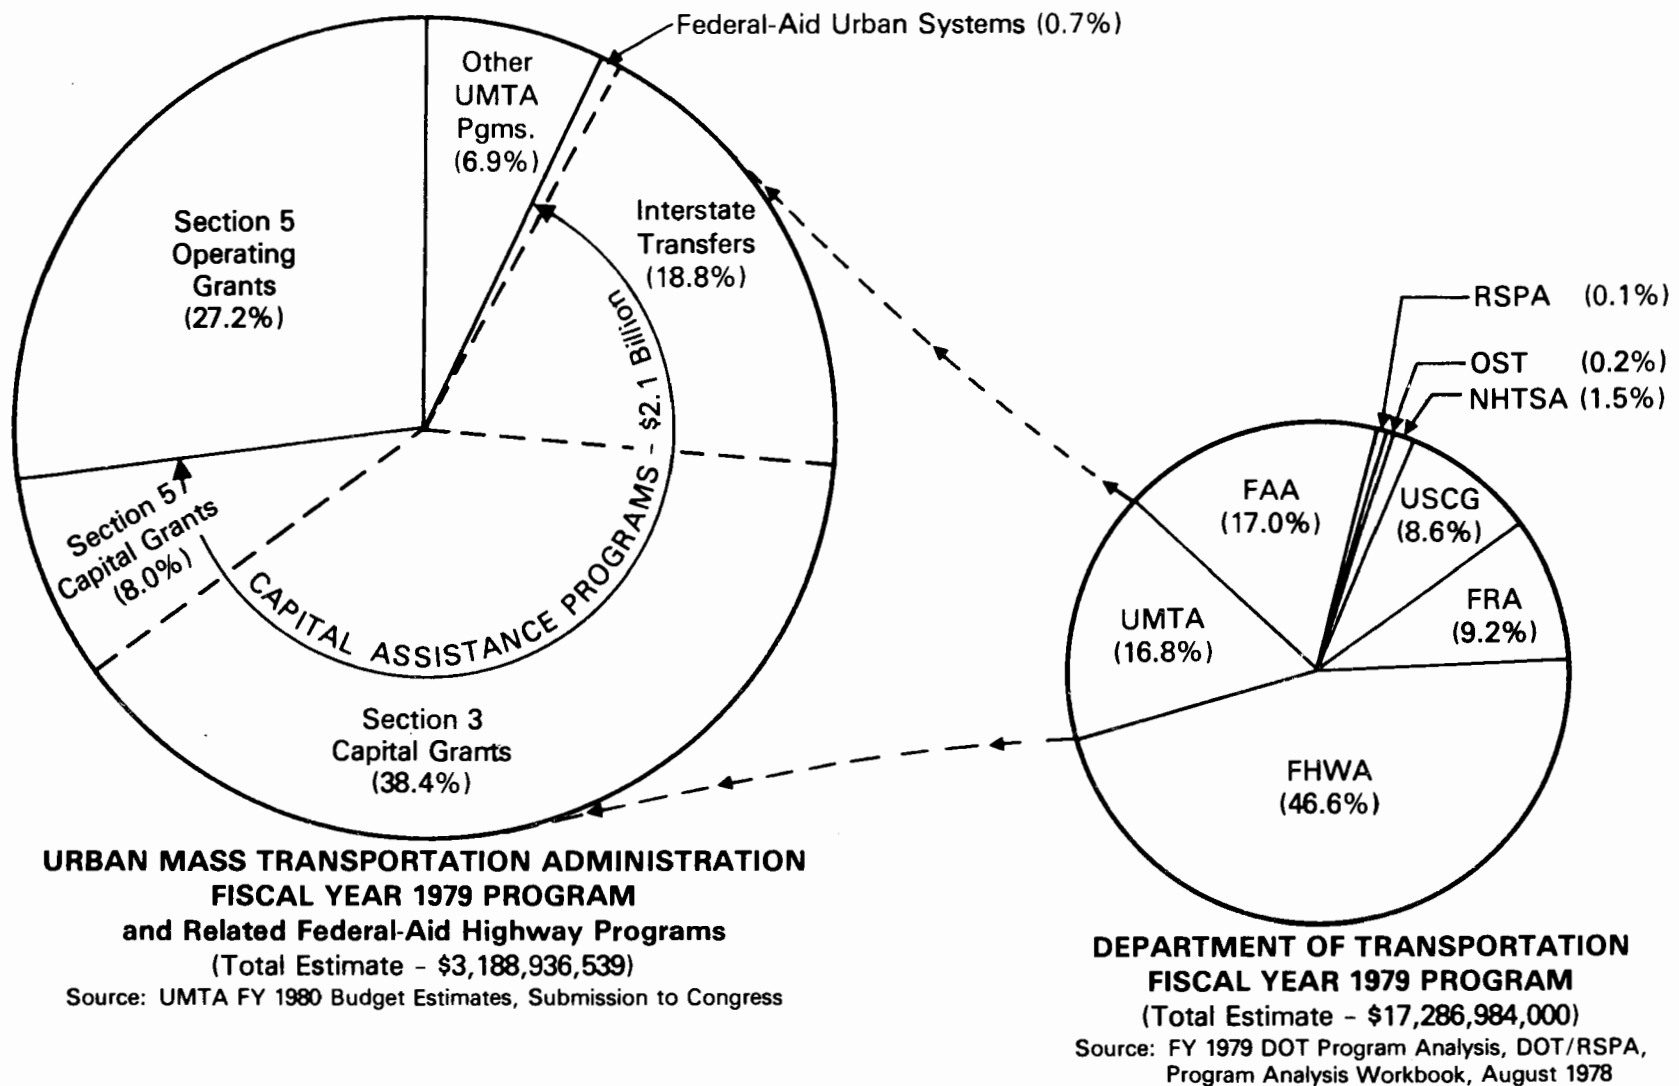 Federal-Aid Urban Systems (0.7%)
Other
UMTA
Pgms.
(6.9%)
Interstate
Transfers
(18.8%)
Section 5
Operating
Grants
(27.2%)
Section 5
Capital Grants
(8.0%)
CAPITAL ASSISTANCE PROGRAMS - $2.1 Billion
Section 3
Capital Grants
(38.4%)
URBAN MASS TRANSPORTATION ADMINISTRATION
FISCAL YEAR 1979 PROGRAM
and Related Federal-Aid Highway Programs
(Total Estimate - $3,188,936,539)
Source: UMTA FY 1980 Budget Estimates, Submission to Congress
RSPA (0.1%)
OST (0.2%)
NHTSA (1.5%)
FAA
(17.0%)
USCG
(8.6%)
FRA
(9.2%)
UMTA
(16.8%)
FHWA
(46.6%)
DEPARTMENT OF TRANSPORTATION
FISCAL YEAR 1979 PROGRAM
(Total Estimate - $17,286,984,000)
Source: FY 1979 DOT Program Analysis, DOT/RSPA,
Program Analysis Workbook, August 1978